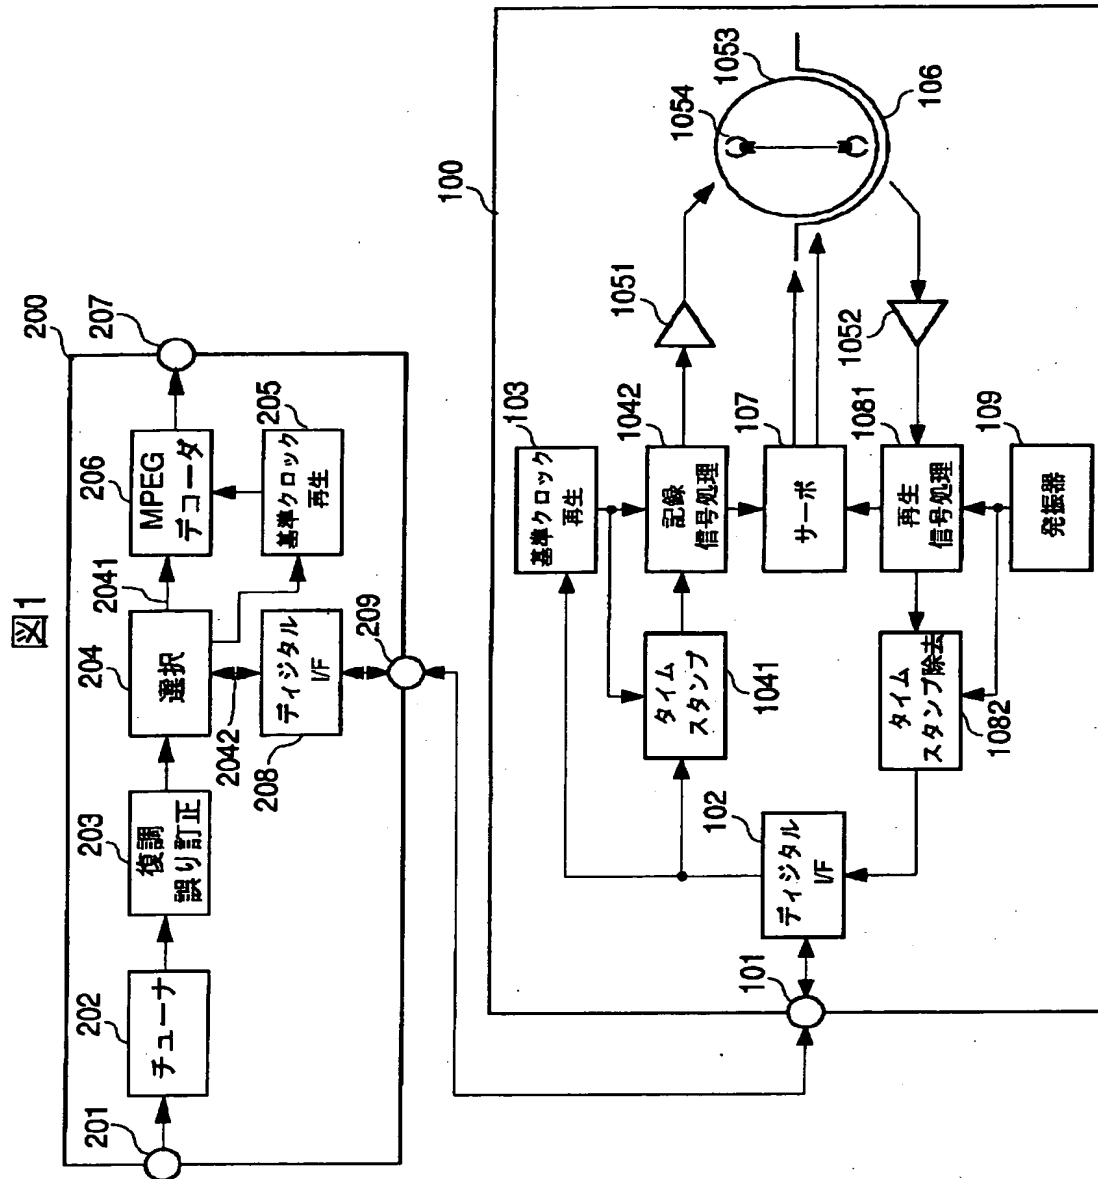 図1
200
201
202
チューナ
203
復調
誤り訂正
204
選択
2041
206
MPEG
デコーダ
207
205
基準クロック
再生
2042
208
ディジタル
I/F
209
100
101
102
ディジタル
I/F
103
基準クロック
再生
タイム
スタンプ
1041
1042
記録
信号処理
1051
1054
1053
106
107
サーボ
1052
1081
再生
信号処理
タイム
スタンプ除去
1082
109
発振器